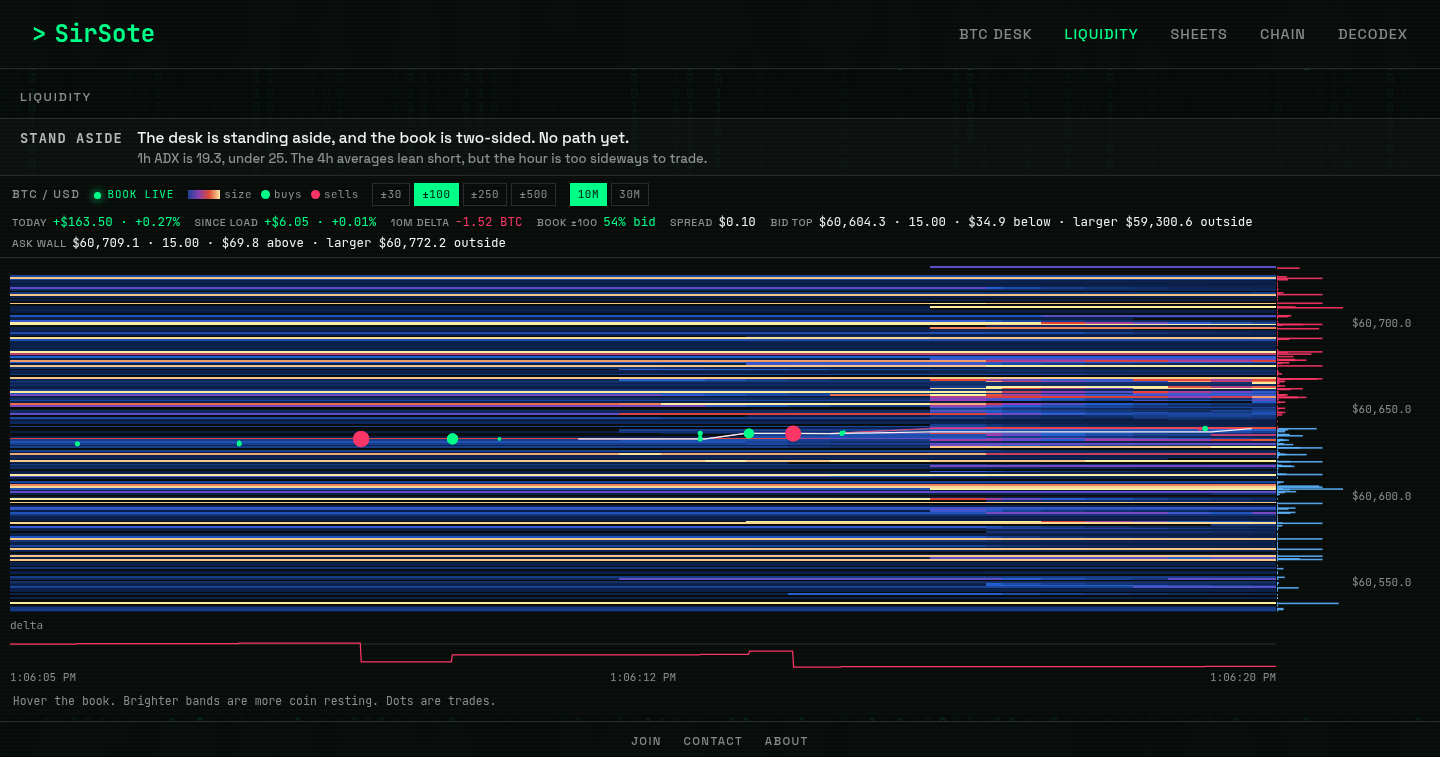 > SirSote
BTC DESK LIQUIDITY SHEETS CHAIN DECODEX
LIQUIDITY
STAND ASIDE The desk is standing aside, and the book is two-sided. No path yet.
1h ADX is 19.3, under 25. The 4h averages lean short, but the hour is too sideways to trade.
BTC / USD BOOK LIVE size buys sells ±30 ±100 ±250 ±500 10M 30M
TODAY +$163.50 · +0.27% SINCE LOAD +$6.05 · +0.01% 10M DELTA -1.52 BTC BOOK ±100 54% bid SPREAD $0.10 BID TOP $60,604.3 · 15.00 · $34.9 below · larger $59,300.6 outside
ASK WALL $60,709.1 · 15.00 · $69.8 above · larger $60,772.2 outside
$60,700.0
$60,650.0
$60,600.0
$60,550.0
delta
1:06:05 PM 1:06:12 PM 1:06:20 PM
Hover the book. Brighter bands are more coin resting. Dots are trades.
JOIN CONTACT ABOUT